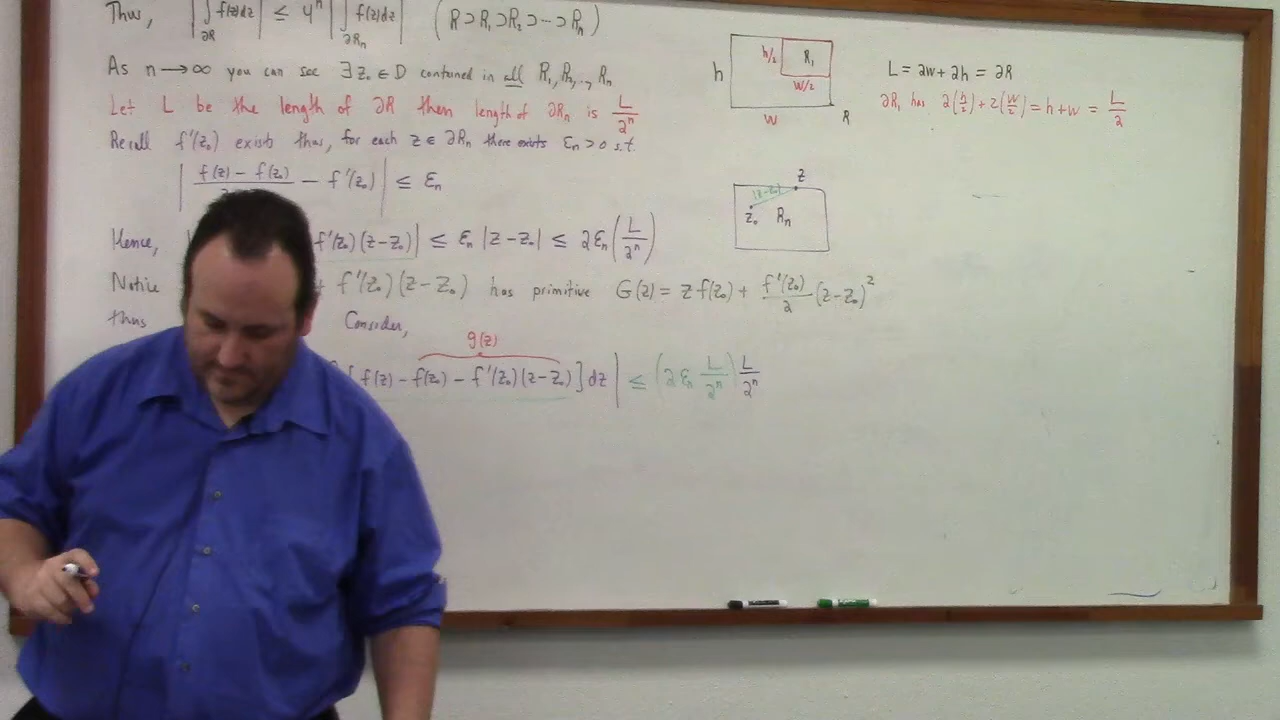 Thus, | ∫_∂R f(z)dz | ≤ 4^n | ∫_∂R_n f(z)dz | ( R ⊃ R_1 ⊃ R_2 ⊃ ··· ⊃ R_n )
As n → ∞ you can see ∃ z_0 ∈ D contained in all R_1, R_2, .., R_n
Let L be the length of ∂R then length of ∂R_n is L/2^n
Recall f'(z_0) exists thus, for each z ∈ ∂R_n there exists ε_n > 0 s.t.
| f(z) - f(z_0) / - f'(z_0) | ≤ ε_n
Hence, | f'(z_0)(z-z_0)| ≤ ε_n |z-z_0| ≤ 2ε_n (L/2^n)
Notice + f'(z_0)(z-z_0) has primitive G(z) = z f(z_0) + f'(z_0)/2 (z-z_0)^2
thus Consider,
g(z)
[ f(z) - f(z_0) - f'(z_0)(z-z_0) ] dz | ≤ (2ε_n L/2^n) L/2^n
h
h/2
R_1
w/2
w
R
L = 2w + 2h = ∂R
∂R_1 has 2(h/2) + 2(w/2) = h + w = L/2
z
|z-z_0|
z_0
R_n